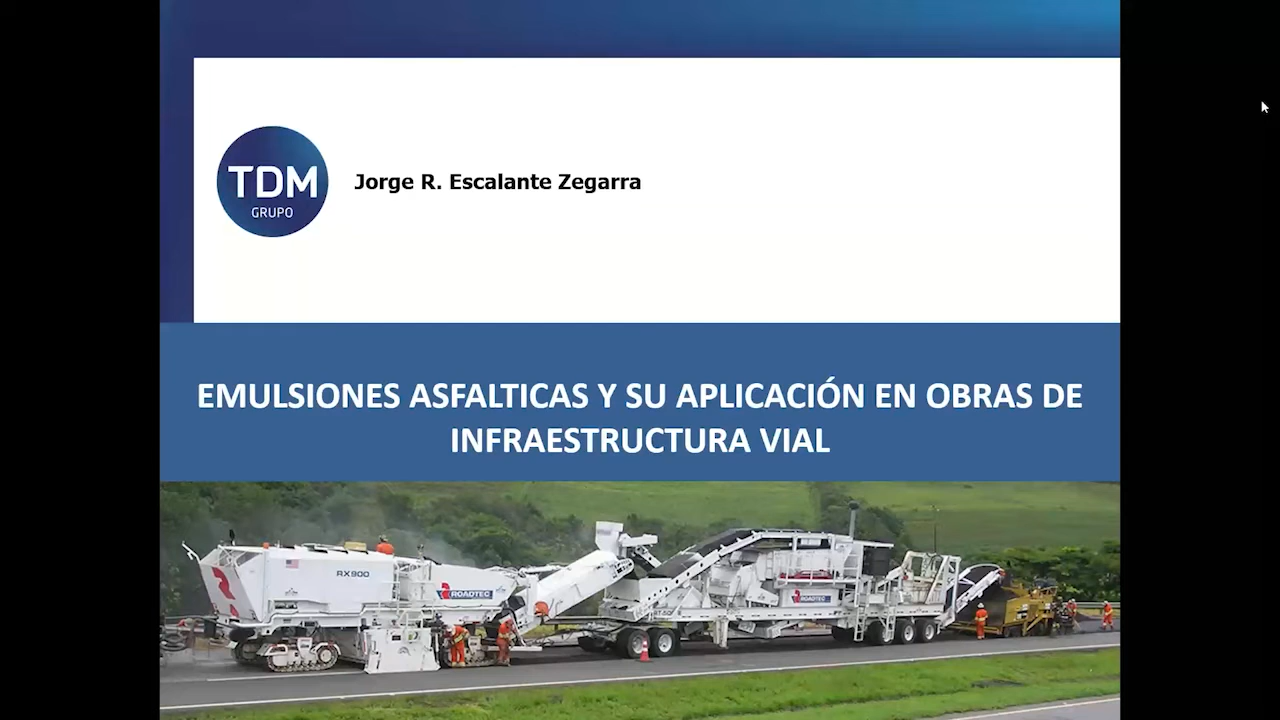 TDM
GRUPO
Jorge R. Escalante Zegarra
EMULSIONES ASFALTICAS Y SU APLICACIÓN EN OBRAS DE
INFRAESTRUCTURA VIAL
RX900
ROADTEC
ROADTEC